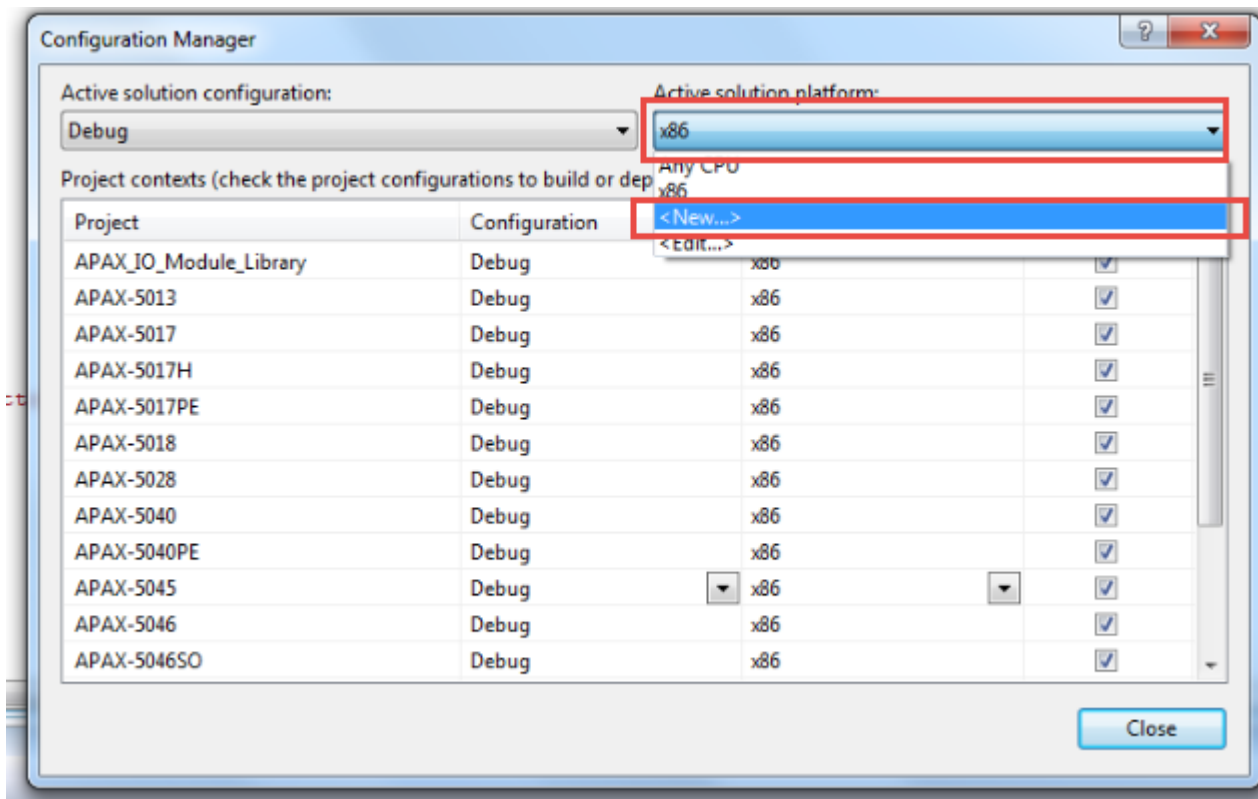 Configuration Manager
Active solution configuration:
Active solution platform:
Debug
x86
Any CPU
Project contexts (check the project configurations to build or dep
x86
Project
Configuration
<New...>
<Edit...>
APAX_IO_Module_Library Debug x86
APAX-5013 Debug x86
APAX-5017 Debug x86
APAX-5017H Debug x86
APAX-5017PE Debug x86
APAX-5018 Debug x86
APAX-5028 Debug x86
APAX-5040 Debug x86
APAX-5040PE Debug x86
APAX-5045 Debug x86
APAX-5046 Debug x86
APAX-5046SO Debug x86
Close
ct